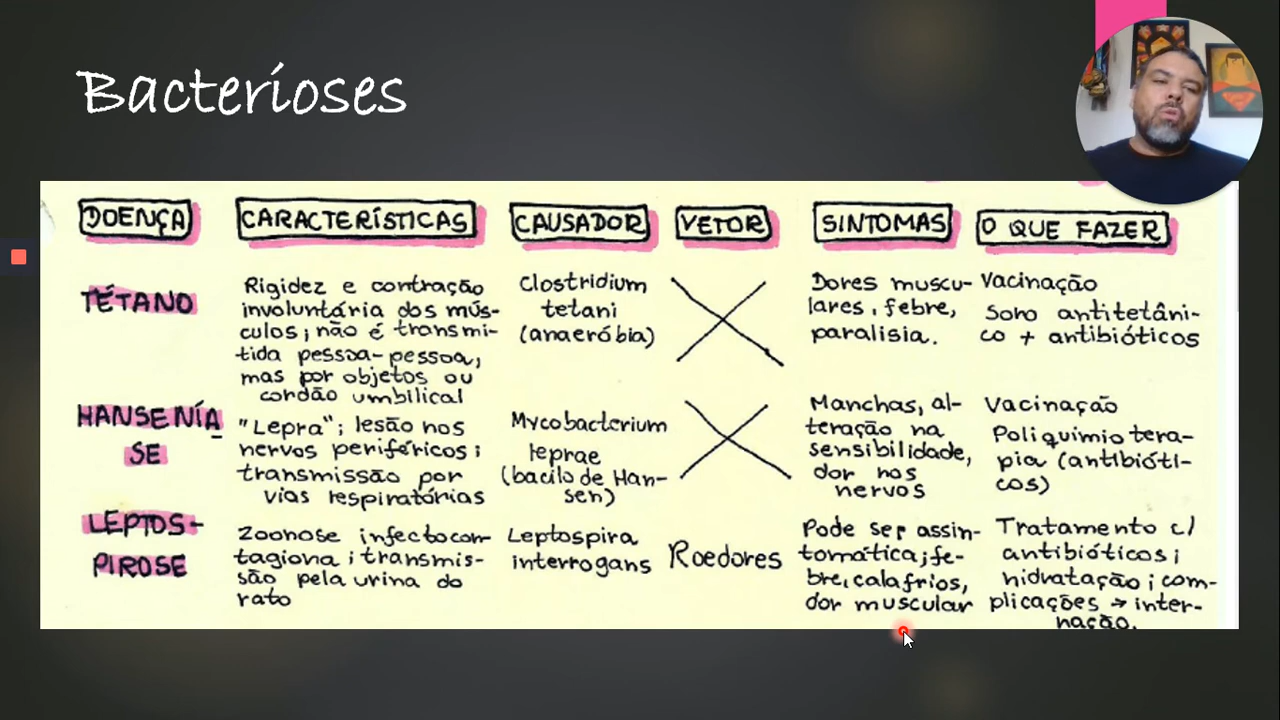 Bacterioses
DOENÇA
CARACTERÍSTICAS
CAUSADOR
VETOR
SINTOMAS
O QUE FAZER
TÉTANO
Rigidez e contração
involuntária dos mús-
culos; não é transmi-
tida pessoa-pessoa,
mas por objetos ou
cordão umbilical
Clostridium
tetani
(anaeróbia)
Dores muscu-
lares, febre,
paralisia.
Vacinação
Soro antitetâni-
co + antibióticos
HANSENÍA
SE
"Lepra"; lesão nos
nervos periféricos;
transmissão por
vias respiratórias
Mycobacterium
leprae
(bacilo de Han-
sen)
Manchas, al-
teração na
sensibilidade,
dor nos
nervos
Vacinação
Poliquimiotera-
pia (antibióti-
cos)
LEPTOS-
PIROSE
Zoonose infectocon-
tagiona; transmis-
são pela urina do
rato
Leptospira
interrogans
Roedores
Pode ser assin-
tomática; fe-
bre, calafrios,
dor muscular
Tratamento c/
antibióticos;
hidratação; com-
plicações → inter-
nação.